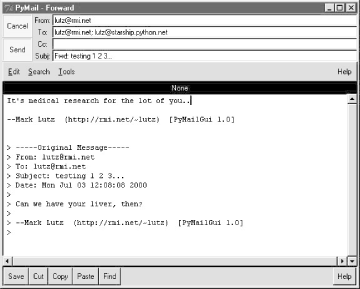 PyMail - Forward
Cancel
From: lutz@rmi.net
To: lutz@rmi.net; lutz@starship.python.net
Send
Cc:
Subj: Fwd: testing 1 2 3...
Edit Search Tools Help
None
It's medical research for the lot of you..
--Mark Lutz (http://rmi.net/~lutz) [PyMailGui 1.0]
> -----Original Message-----
> From: lutz@rmi.net
> To: lutz@rmi.net
> Subject: testing 1 2 3...
> Date: Mon Jul 03 12:08:08 2000
>
> Can we have your liver, then?
>
> --Mark Lutz (http://rmi.net/~lutz) [PyMailGui 1.0]
>
Save Cut Copy Paste Find Help